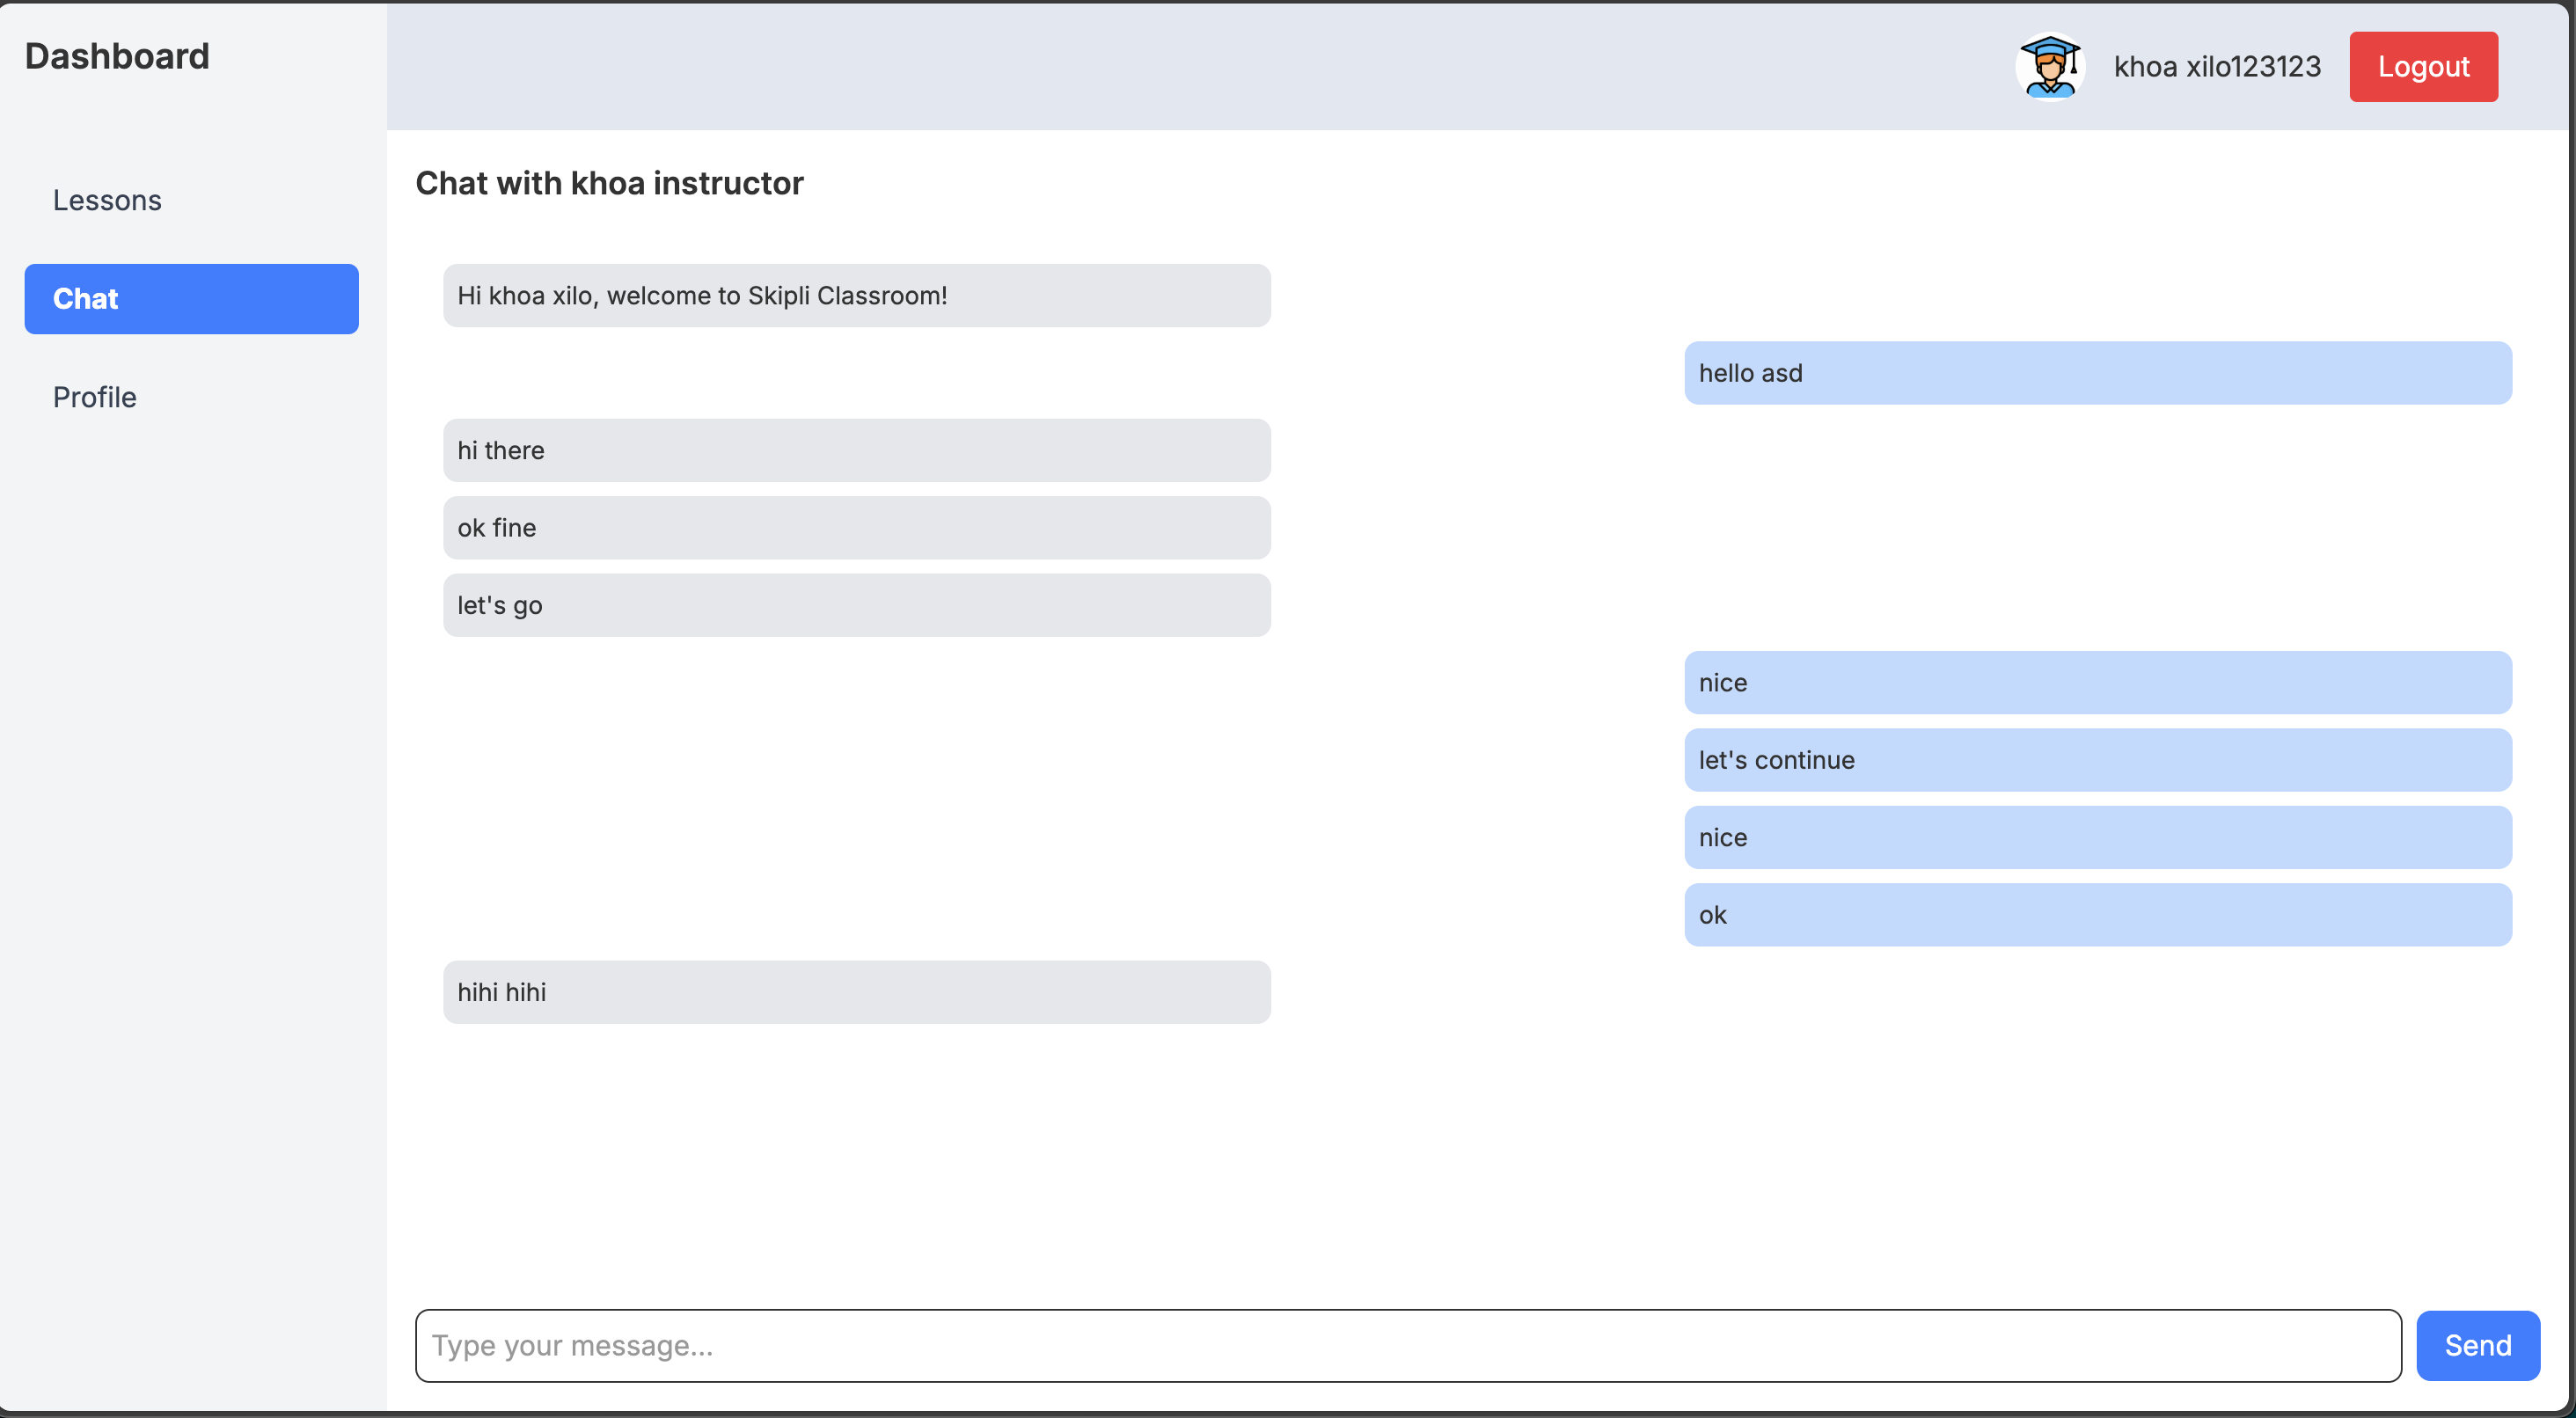 Dashboard
Lessons
Chat
Profile
khoa xilo123123
Logout
Chat with khoa instructor
Hi khoa xilo, welcome to Skipli Classroom!
hello asd
hi there
ok fine
let's go
nice
let's continue
nice
ok
hihi hihi
Type your message...
Send